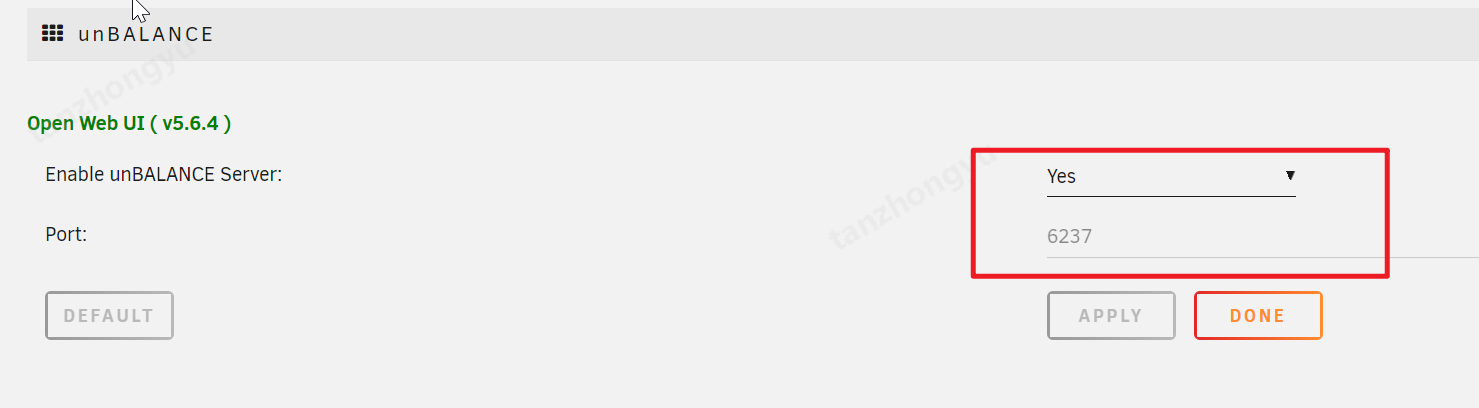 unBALANCE
Open Web UI ( v5.6.4 )
Enable unBALANCE Server:
Yes
Port:
6237
DEFAULT
APPLY
DONE
tanzhongyu
tanzhongyu